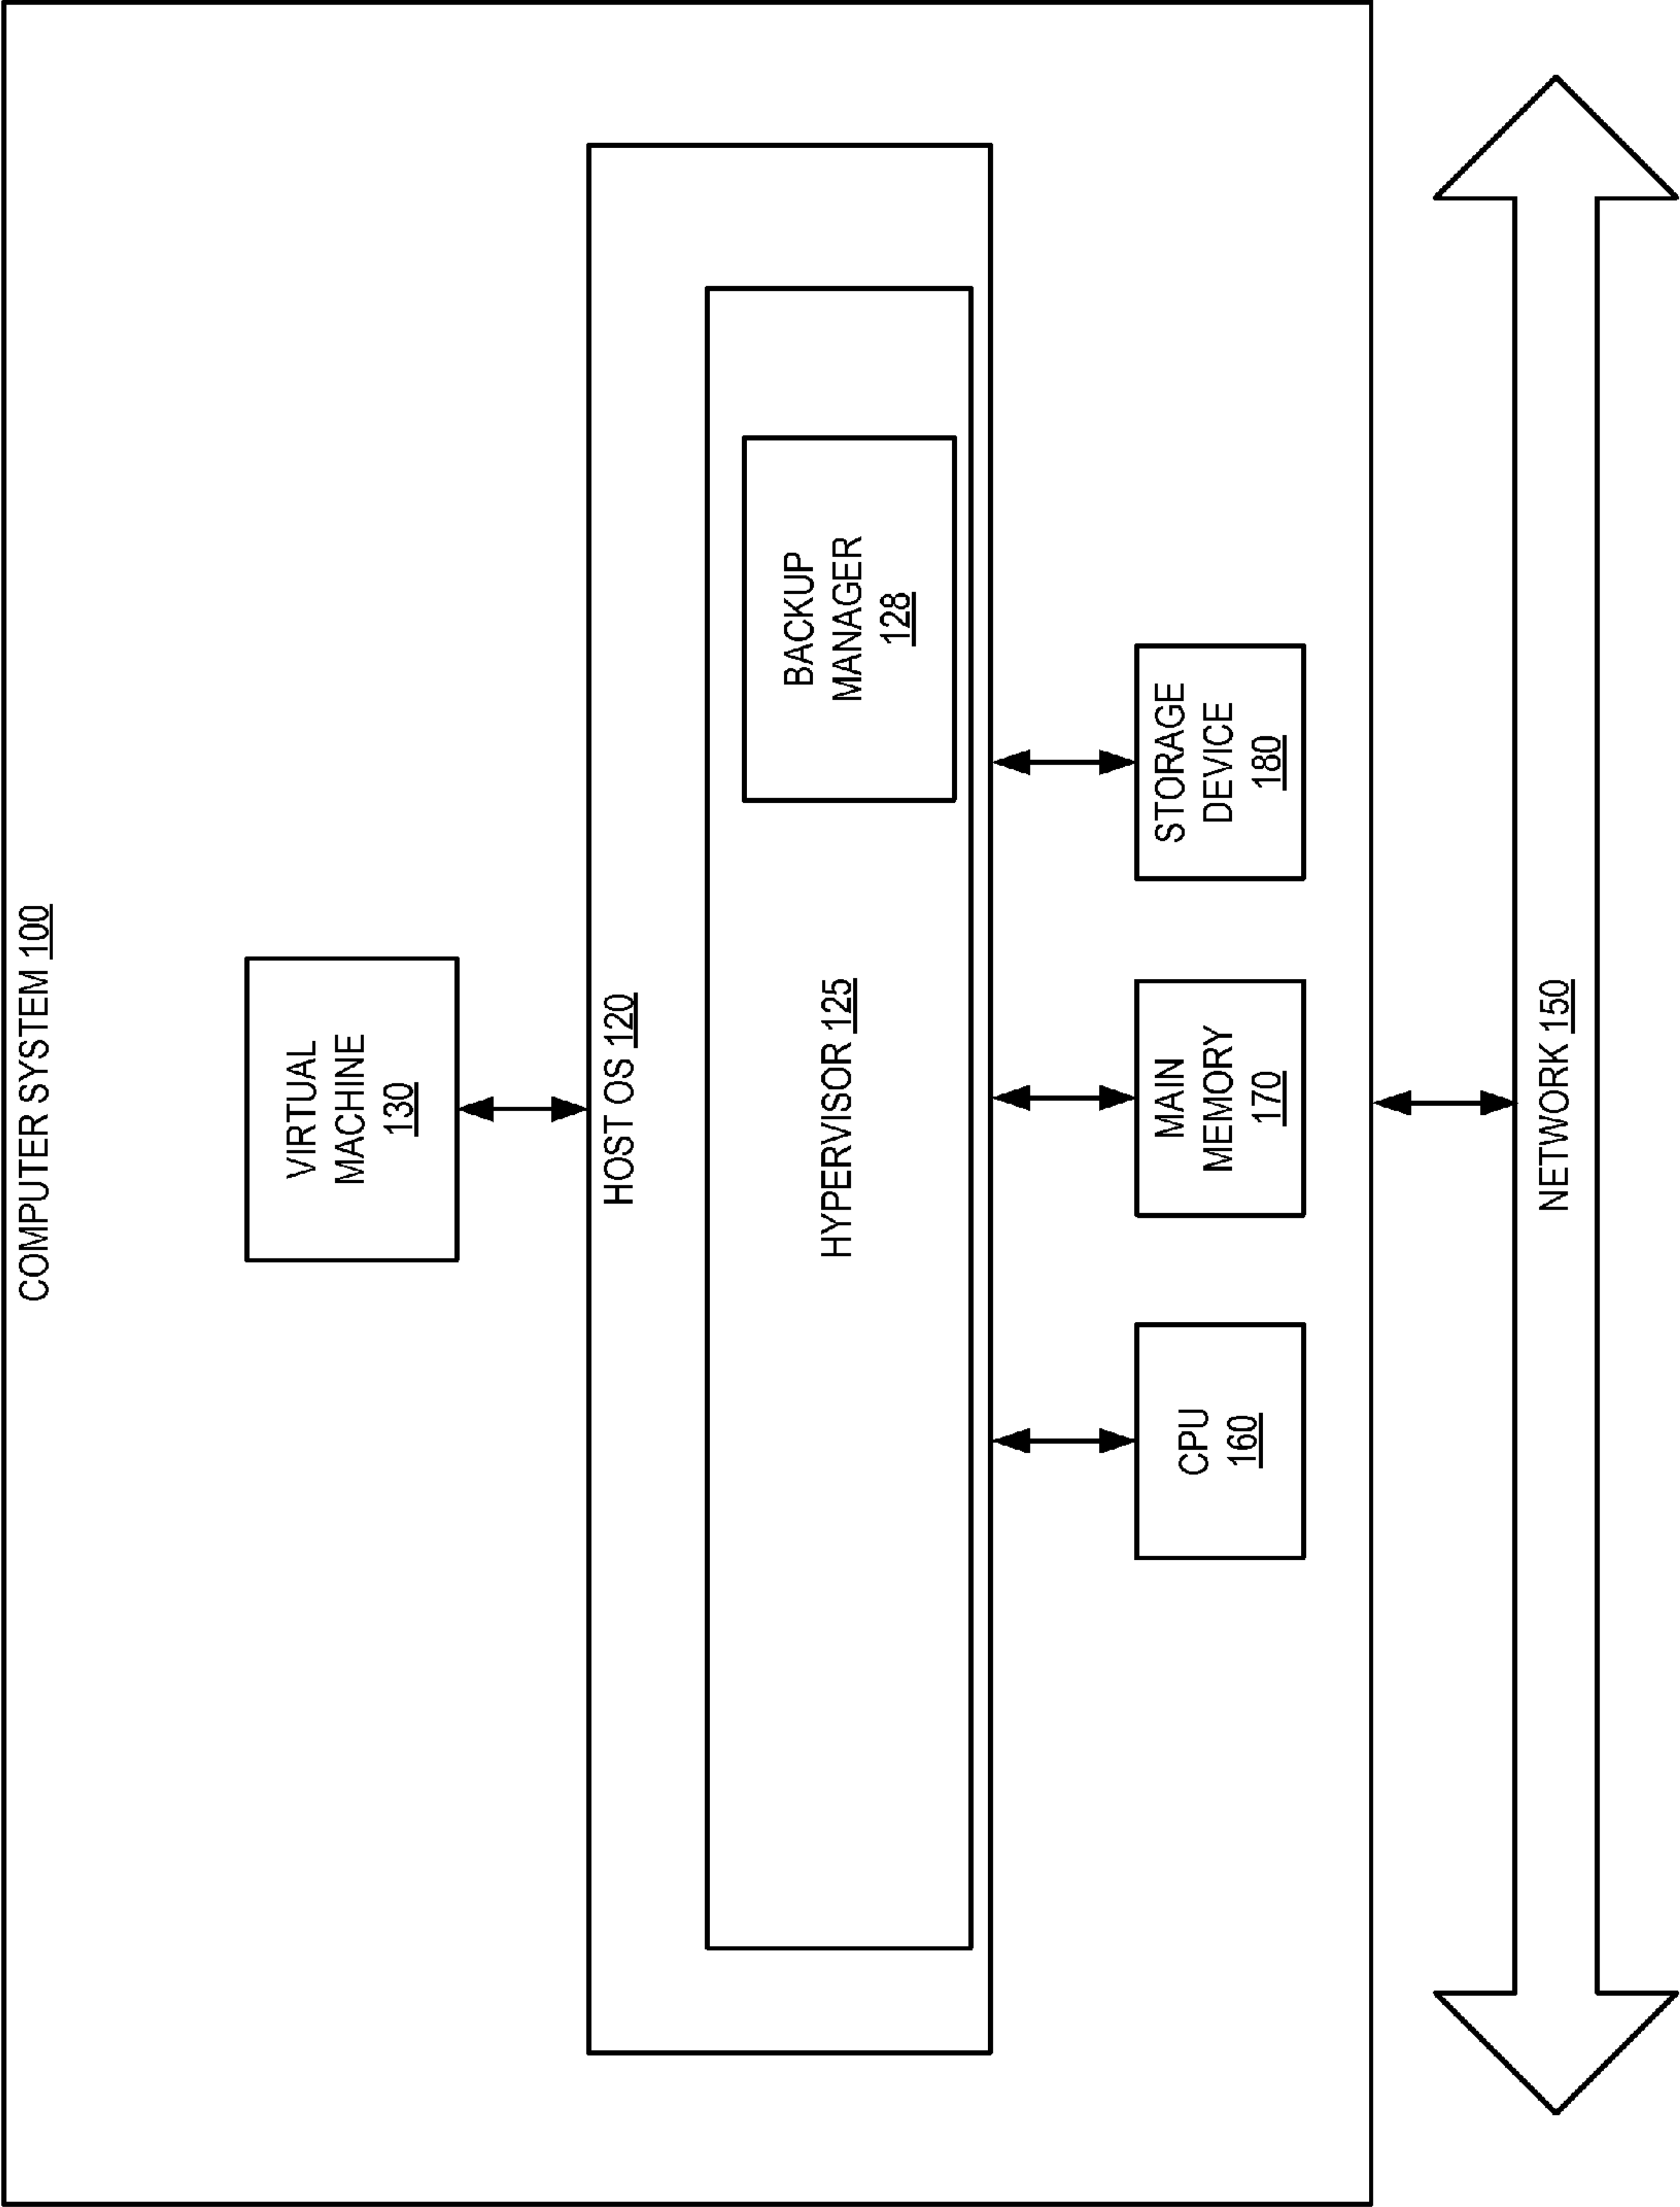 COMPUTER SYSTEM 100
VIRTUAL
MACHINE
130
HOST OS 120
HYPERVISOR 125
BACKUP
MANAGER
128
CPU
160
MAIN
MEMORY
170
STORAGE
DEVICE
180
NETWORK 150